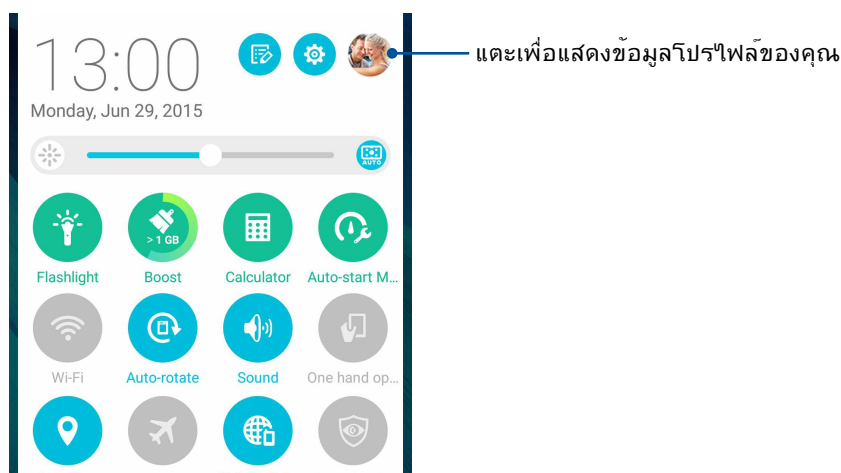 13:00
แตะเพื่อแสดงข้อมูลโปรไฟล์ของคุณ
Monday, Jun 29, 2015
AUTO
> 1 GB
Flashlight Boost Calculator Auto-start M...
Wi-Fi Auto-rotate Sound One hand op...